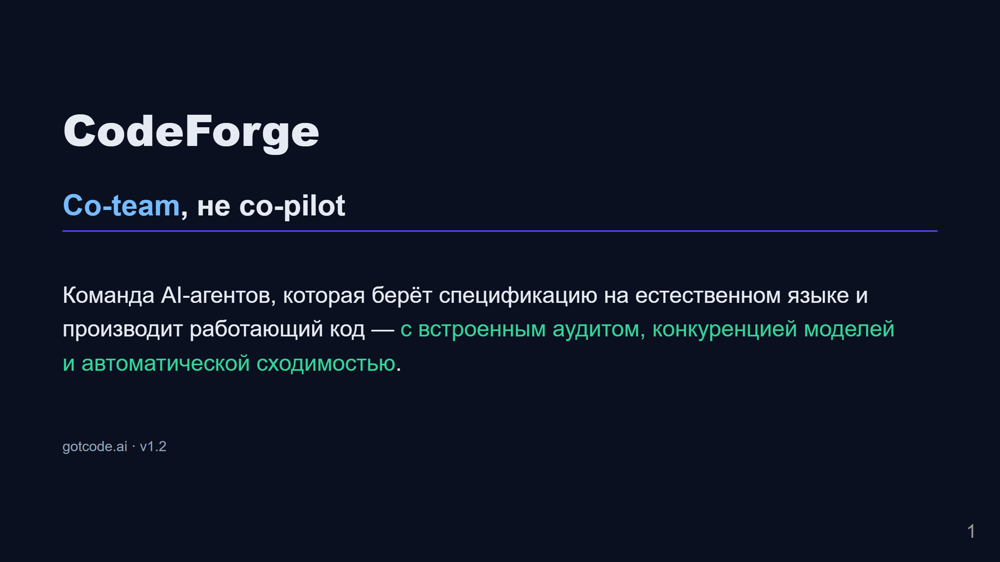 CodeForge
Co-team, не co-pilot
Команда AI-агентов, которая берёт спецификацию на естественном языке и
производит работающий код — с встроенным аудитом, конкуренцией моделей
и автоматической сходимостью.
gotcode.ai · v1.2
1